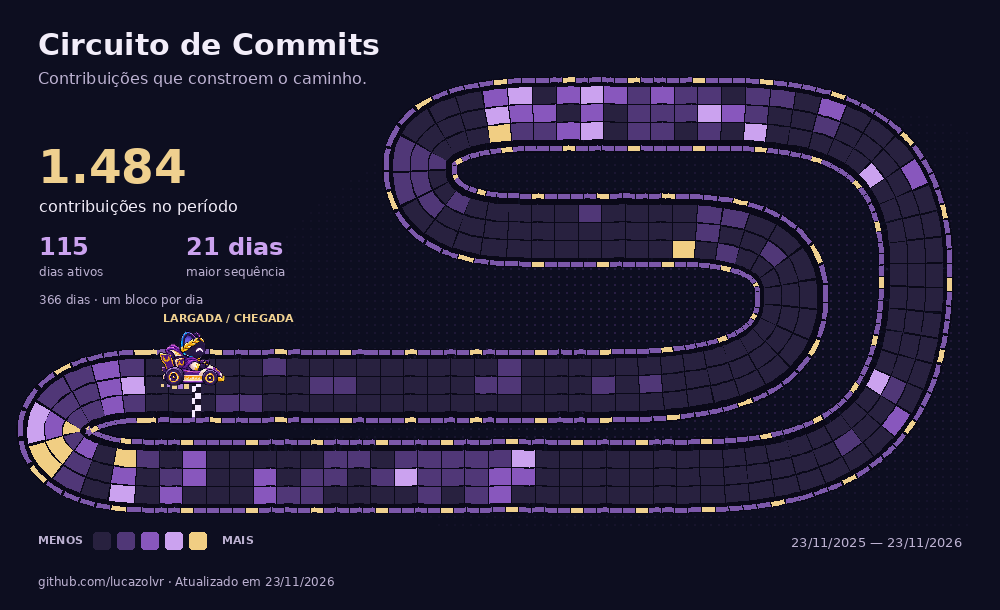 Circuito de Commits
Contribuições que constroem o caminho.
1.484
contribuições no período
115
dias ativos
21 dias
maior sequência
366 dias · um bloco por dia
LARGADA / CHEGADA
MENOS
MAIS
23/11/2025 — 23/11/2026
github.com/lucazolvr · Atualizado em 23/11/2026